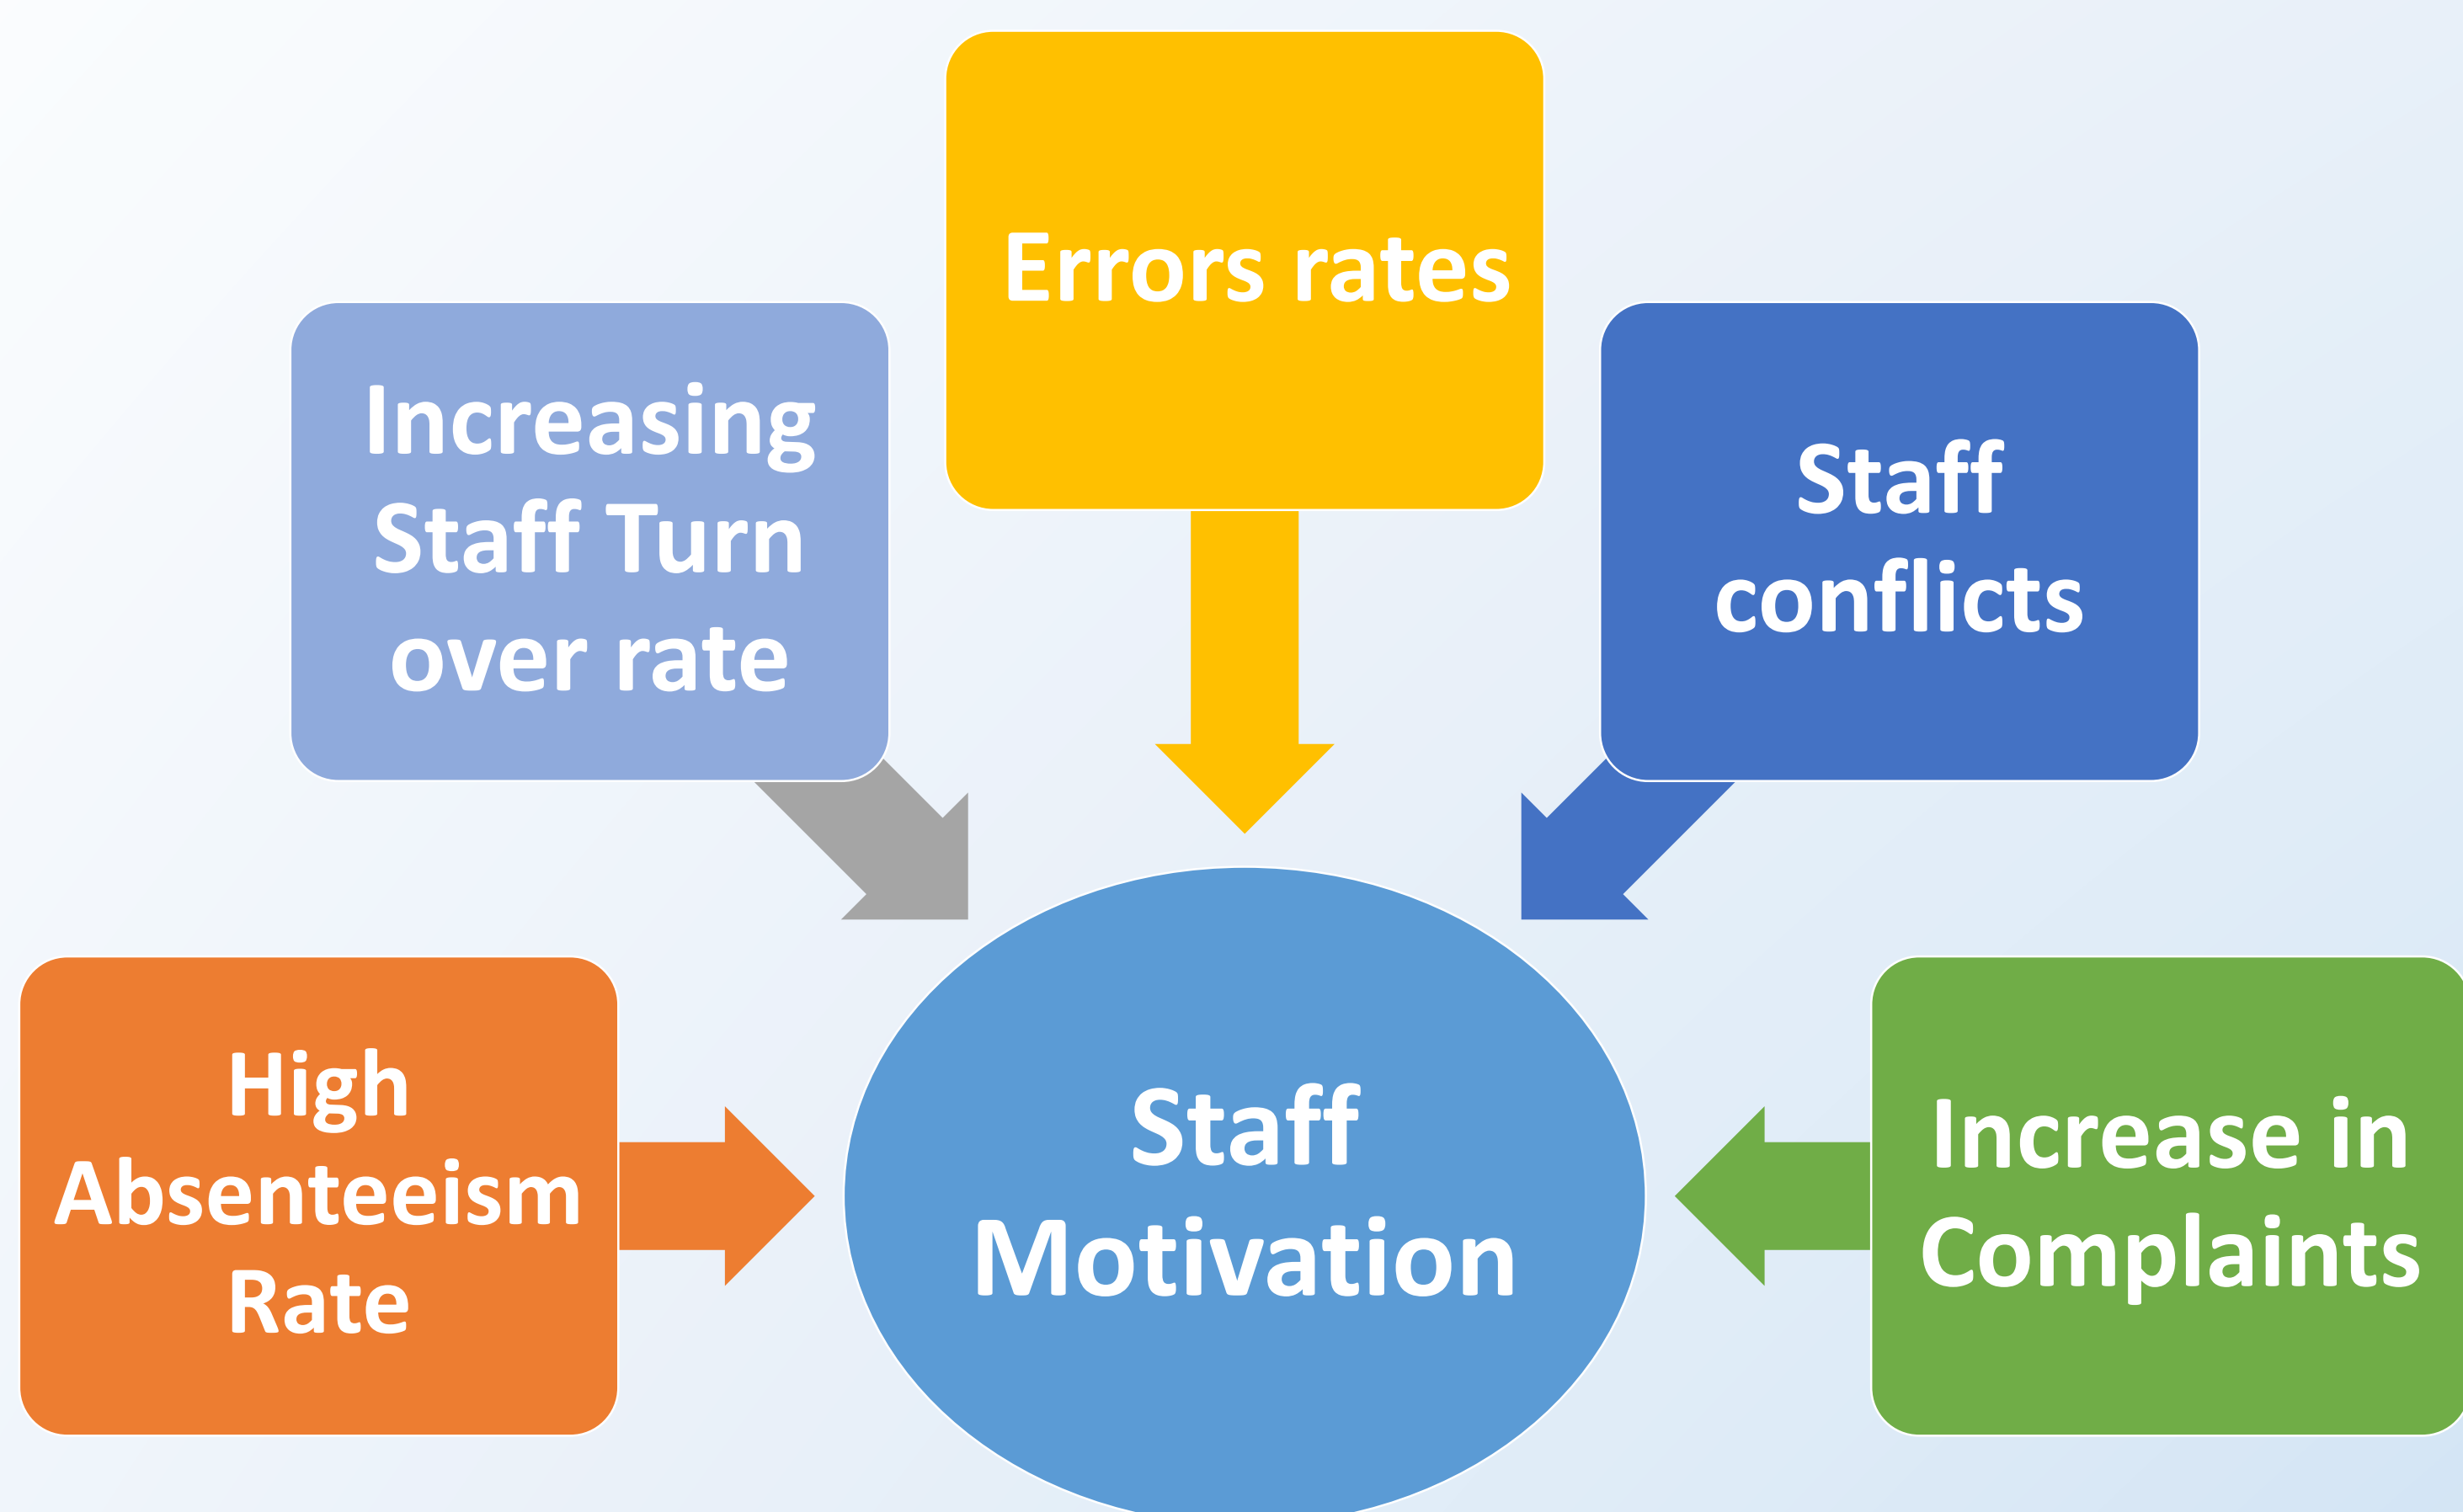 Errors rates
Increasing
Staff Turn
over rate
Staff
conflicts
High
Absenteeism
Rate
Staff
Motivation
Increase in
Complaints